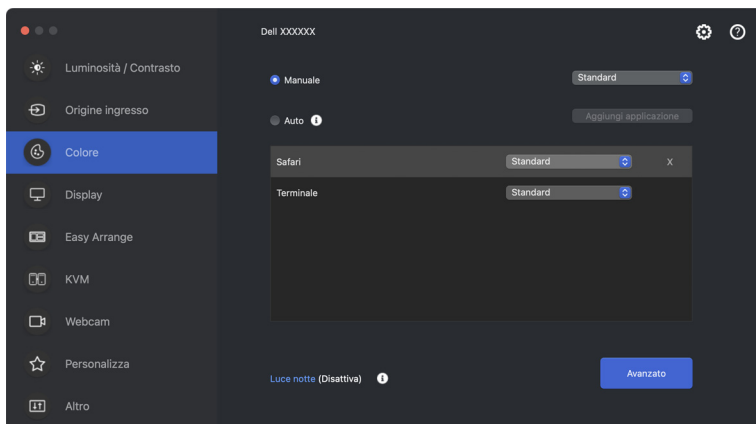 Dell XXXXXX
Luminosità / Contrasto
Origine ingresso
Colore
Display
Easy Arrange
KVM
Webcam
Personalizza
Altro
Manuale
Standard
Auto
Aggiungi applicazione
Safari
Standard
X
Terminale
Standard
Luce notte (Disattiva)
Avanzato